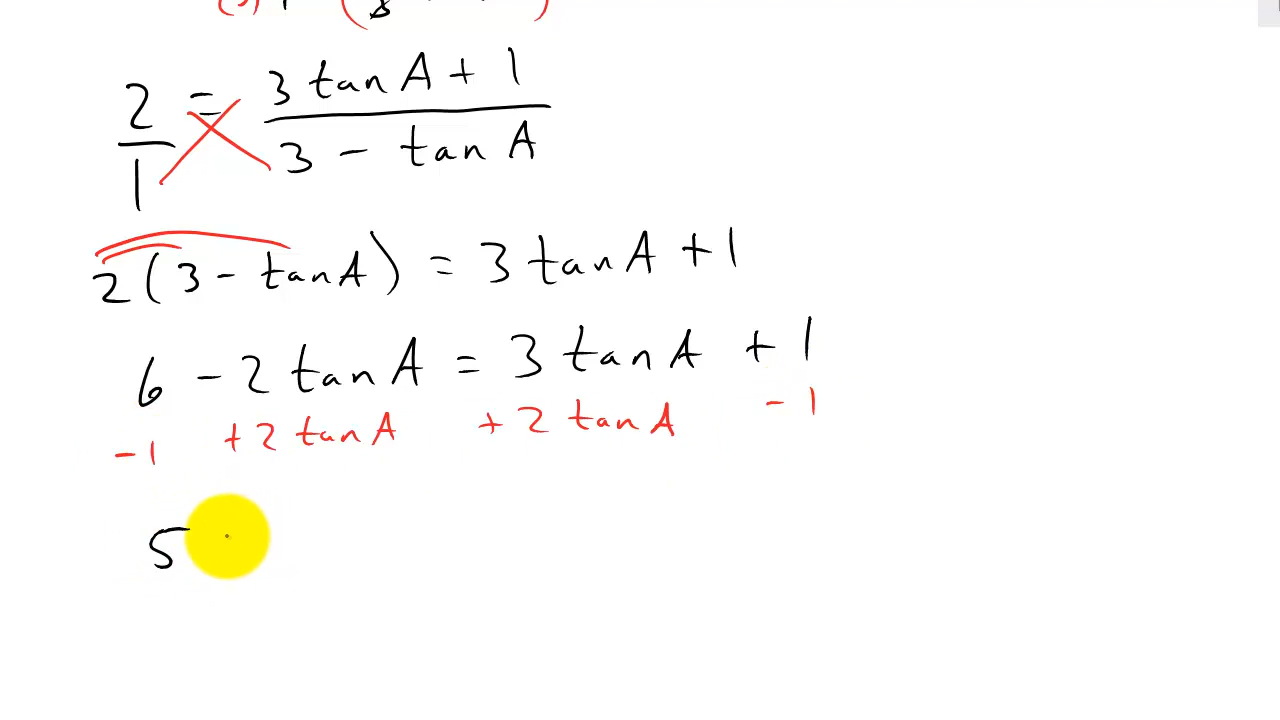 2/1 = (3 tan A + 1)/(3 - tan A)
2(3 - tan A) = 3 tan A + 1
6 - 2 tan A = 3 tan A + 1
-1 +2 tan A +2 tan A -1
5